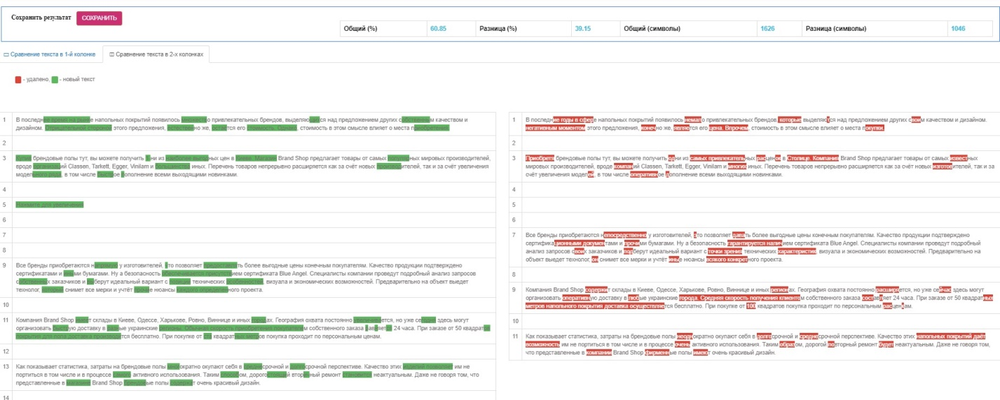 Сохранить результат СОХРАНИТЬ
Общий (%) 60.85 Разница (%) 39.15 Общий (символы) 1626 Разница (символы) 1046
Сравнение текста в 1-й колонке Сравнение текста в 2-х колонках
- удалено, - новый текст
1 В последнее время на рынке напольных покрытий появилось множество привлекательных брендов, выделяющаяся над предложением других собственным качеством и
дизайном. Отрицательной стороной этого предложения, естественно же, остается его стоимость. Однако, стоимость в этом смысле влияет о места приобретения.
2
3 Купив брендовые полы тут, вы можете получить Они из наиболее выгодных цен в Киеве. Магазин Brand Shop предлагает товары от самых популярных мировых производителей,
вроде организаций Classen, Tarkett, Egger, Vinilam и большинства иных. Перечень товаров непрерывно расширяется как за счёт новых производителей, так и за счёт увеличения
модельного ряда, в том числе быстрое дополнение всеми выходящими новинками.
4
5 Нажмите для увеличения
6
7
8
9 Все бренды приобретаются напрямую у изготовителей, это позволяет предоставлять более выгодные цены конечным покупателям. Качество продукции подтверждено
сертификатами и иными бумагами. Ну а безопасность обеспечивается присутствием сертификата Blue Angel. Специалисты компании проведут подробный анализ запросов
собственных заказчиков и выберут идеальный вариант с позиции технических особенностей, визуала и экономических возможностей. Предварительно на объект выедет
технолог, который снимет все мерки и учтёт прочие нюансы каждого определенного проекта.
10
11 Компания Brand Shop имеет склады в Киеве, Одессе, Харькове, Ровно, Виннице и иных городах. География охвата постоянно увеличивается, но уже сегодня здесь могут
организовать быструю доставку в разные украинские регионы. Обычная скорость приобретения покупателем собственного заказа равняется 24 часа. При заказе от 50 квадратов
покрытия для пола доставка производится бесплатно. При покупке от ста квадратных метров покупка проходит по персональным ценам.
12
13 Как показывает статистика, затраты на брендовые полы многократно окупают себя в среднесрочной и долгосрочной перспективе. Качество этих изделий позволяет им не
портиться в том числе и в процессе самого активного использования. Таким способом, дорогостоящий вторичный ремонт становится неактуальным. Даже не говоря том, что
представленные в магазине Brand Shop брендовые полы содержат очень красивый дизайн.
14
1 В последние годы в сфере напольных покрытий появилось немало привлекательных брендов, которые выделяются над предложением других своим качеством и дизайном.
негативным моментом этого предложения, конечно же, является его цена. Впрочем, стоимость в этом смысле влияет о места покупки.
2
3 Приобретя брендовые полы тут, вы можете получить одни из самых привлекательных расценок в Столице. Компания Brand Shop предлагает товары от самых известных
мировых производителей, вроде компаний Classen, Tarkett, Egger, Vinilam и многих иных. Перечень товаров непрерывно расширяется как за счёт новых изготовителей, так и за
счёт увеличения моделей, в том числе оперативное дополнение всеми выходящими новинками.
4
5
6
7 Все бренды приобретаются непосредственно у изготовителей, это позволяет давать более выгодные цены конечным покупателям. Качество продукции подтверждено
сертификационными документами и прочими бумагами. Ну а безопасность гарантируется наличием сертификата Blue Angel. Специалисты компании проведут подробный
анализ запросов своих заказчиков и подберут идеальный вариант с точки зрения технических характеристик, визуала и экономических возможностей. Предварительно на
объект выедет технолог, он снимет все мерки и учтёт иные нюансы всякого конкретного проекта.
8
9 Компания Brand Shop содержит склады в Киеве, Одессе, Харькове, Ровно, Виннице и иных регионах. География охвата постоянно расширяется, но уже сейчас здесь могут
организовать оперативную доставку в любые украинские города. Средняя скорость получения клиентом собственного заказа составляет 24 часа. При заказе от 50 квадратных
метров напольного покрытия доставка осуществляется бесплатно. При покупке от 100 квадратов покупка проходит по персональным расценкам.
10
11 Как показывает статистика, затраты на брендовые полы неоднократно окупают себя в долгосрочной и среднесрочной перспективе. Качество этих напольных покрытий даёт
возможность им не портиться в том числе и в процессе очень активного использования. Таким образом, дорогой повторный ремонт будет неактуальным. Даже не говоря том,
что представленные в компании Brand Shop фирменные полы имеют очень красивый дизайн.